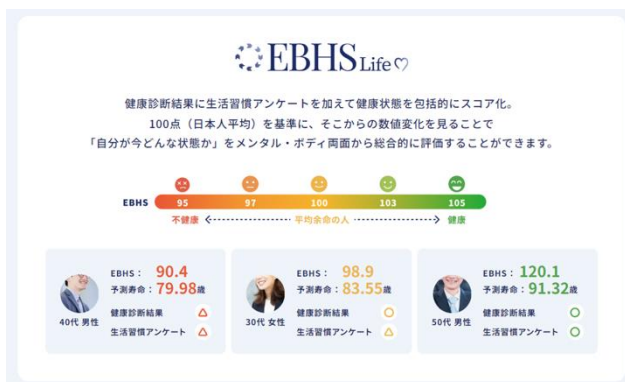 EBHS Life
健康診断結果に生活習慣アンケートを加えて健康状態を包括的にスコア化。
100点（日本人平均）を基準に、そこからの数値変化を見ることで
「自分が今どんな状態か」をメンタル・ボディ両面から総合的に評価することができます。
EBHS 95 97 100 103 105
不健康 平均余命の人 健康
EBHS： 90.4
予測寿命：79.98歳
健康診断結果 △
生活習慣アンケート △
40代 男性
EBHS： 98.9
予測寿命：83.55歳
健康診断結果 ○
生活習慣アンケート △
30代 女性
EBHS： 120.1
予測寿命：91.32歳
健康診断結果 ○
生活習慣アンケート ○
50代 男性